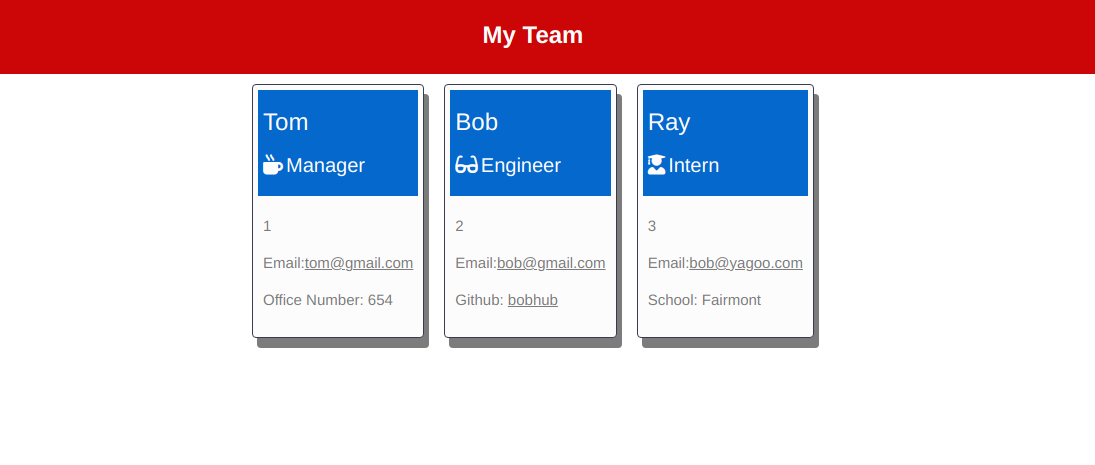 My Team
Tom
Manager
1
Email:tom@gmail.com
Office Number: 654
Bob
Engineer
2
Email:bob@gmail.com
Github: bobhub
Ray
Intern
3
Email:bob@yagoo.com
School: Fairmont